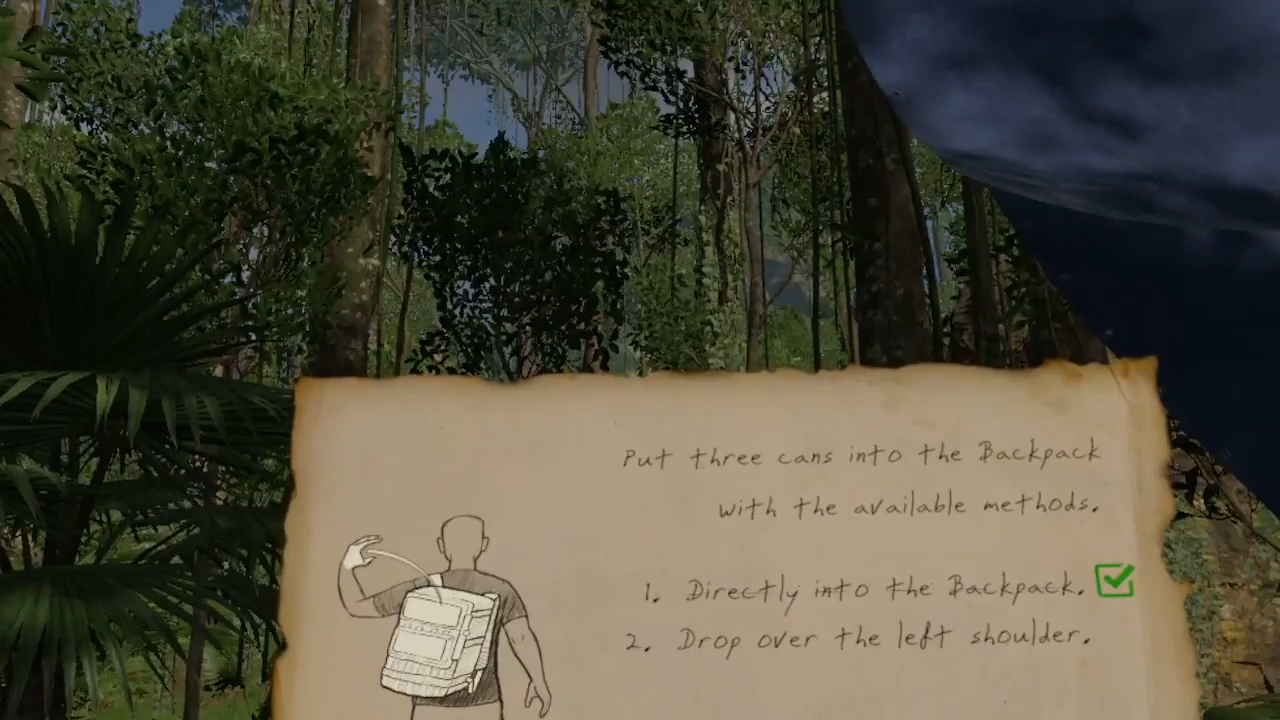 Put three cans into the Backpack
with the available methods.
1. Directly into the Backpack.
2. Drop over the left shoulder.